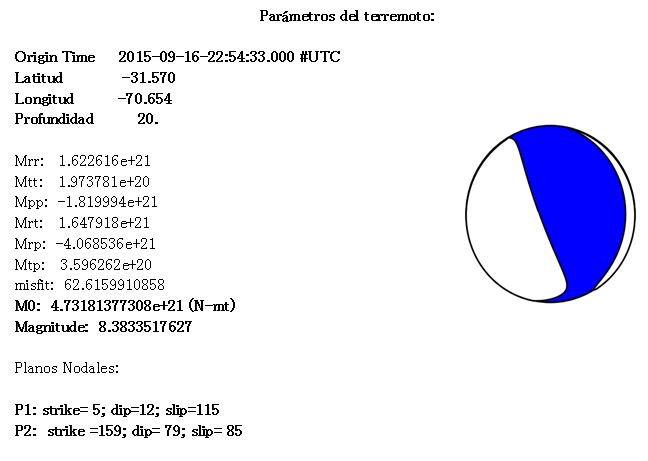 Parámetros del terremoto:
Origin Time 2015-09-16-22:54:33.000 #UTC
Latitud -31.570
Longitud -70.654
Profundidad 20.
Mrr: 1.622616e+21
Mtt: 1.973781e+20
Mpp: -1.819994e+21
Mrt: 1.647918e+21
Mrp: -4.068536e+21
Mtp: 3.596262e+20
misfit: 62.6159910858
M0: 4.73181377308e+21 (N-mt)
Magnitude: 8.3833517627
Planos Nodales:
P1: strike= 5; dip=12; slip=115
P2: strike =159; dip= 79; slip= 85